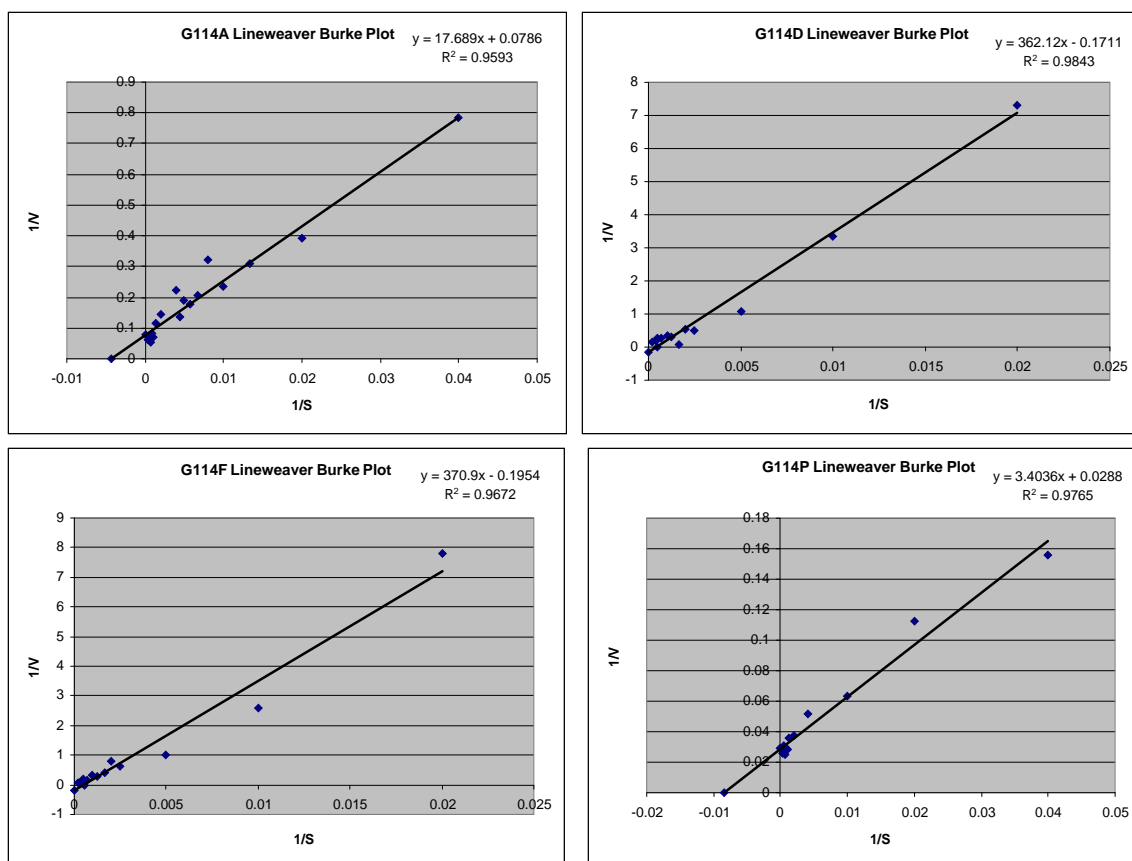 G114A Lineweaver Burke Plot
y = 17.689x + 0.0786
R² = 0.9593
0.9
0.8
0.7
0.6
0.5
0.4
0.3
0.2
0.1
0
-0.01 0 0.01 0.02 0.03 0.04 0.05
1/V
1/S
G114D Lineweaver Burke Plot
y = 362.12x - 0.1711
R² = 0.9843
8
7
6
5
4
3
2
1
0
-1
0 0.005 0.01 0.015 0.02 0.025
1/V
1/S
G114F Lineweaver Burke Plot
y = 370.9x - 0.1954
R² = 0.9672
9
8
7
6
5
4
3
2
1
0
-1
0 0.005 0.01 0.015 0.02 0.025
1/V
1/S
G114P Lineweaver Burke Plot
y = 3.4036x + 0.0288
R² = 0.9765
0.18
0.16
0.14
0.12
0.1
0.08
0.06
0.04
0.02
0
-0.02 -0.01 0 0.01 0.02 0.03 0.04 0.05
1/V
1/S